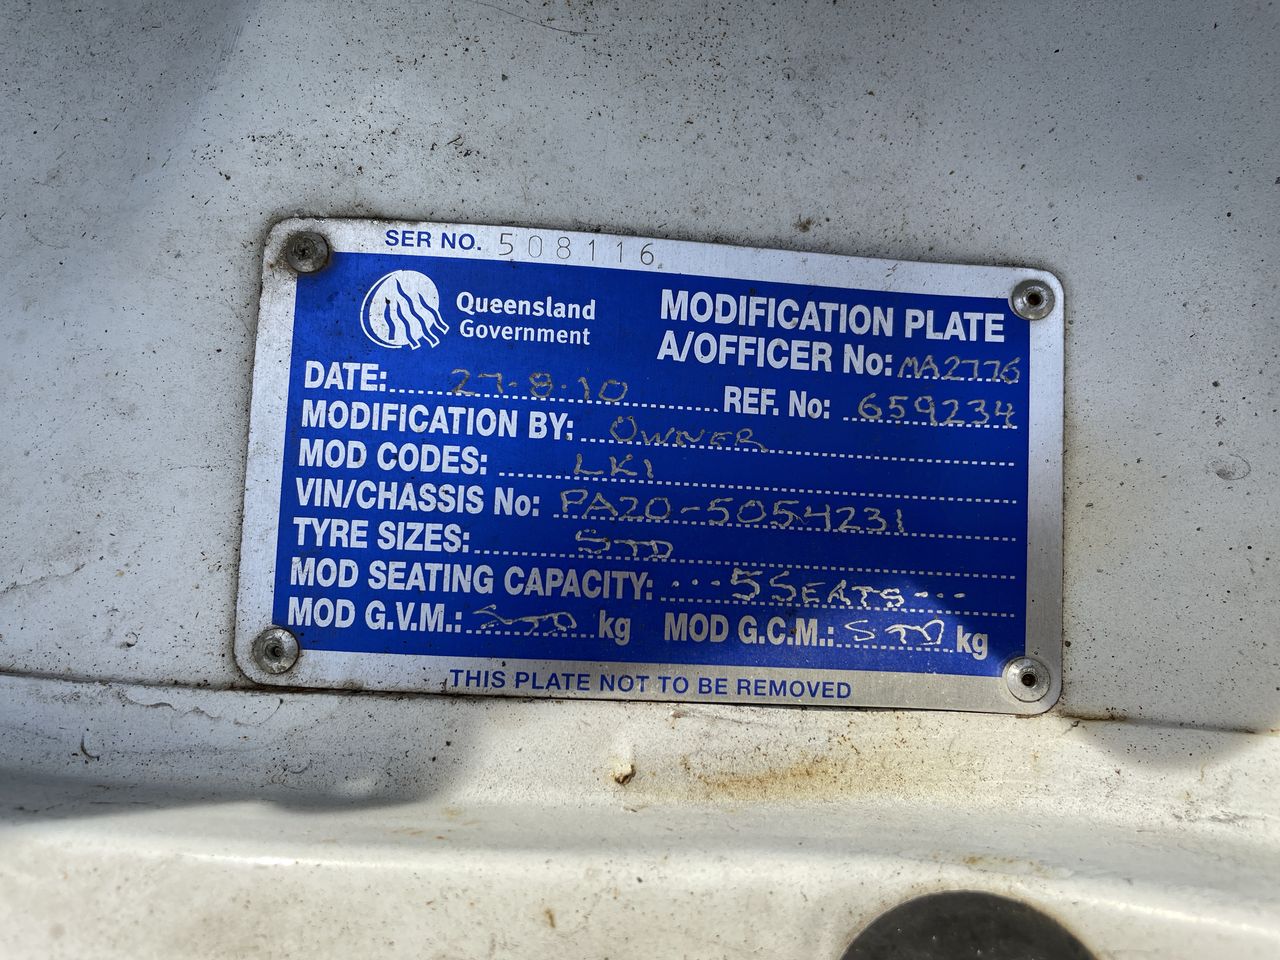 SER NO. 508116
Queensland Government
MODIFICATION PLATE
A/OFFICER No: MA2776
DATE: 27-8-10 REF. No: 659234
MODIFICATION BY: OWNER
MOD CODES: LK1
VIN/CHASSIS No: PAZO-5054231
TYRE SIZES: STD
MOD SEATING CAPACITY: 5 SEATS
MOD G.V.M.: STD kg MOD G.C.M.: STD kg
THIS PLATE NOT TO BE REMOVED